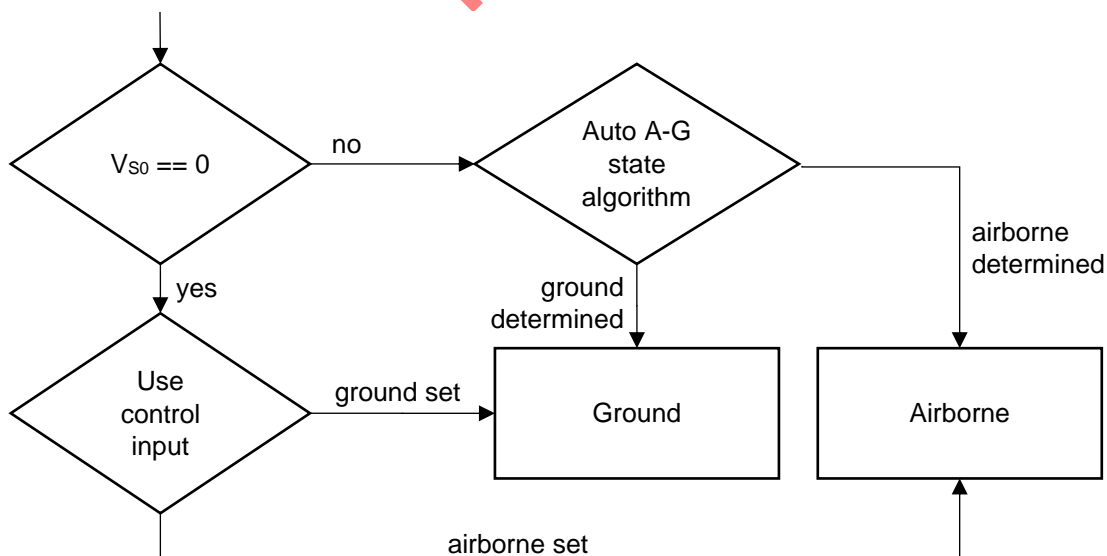 V_S0 == 0
no
Auto A-G
state
algorithm
airborne
determined
yes
ground
determined
Use
control
input
ground set
Ground
Airborne
airborne set